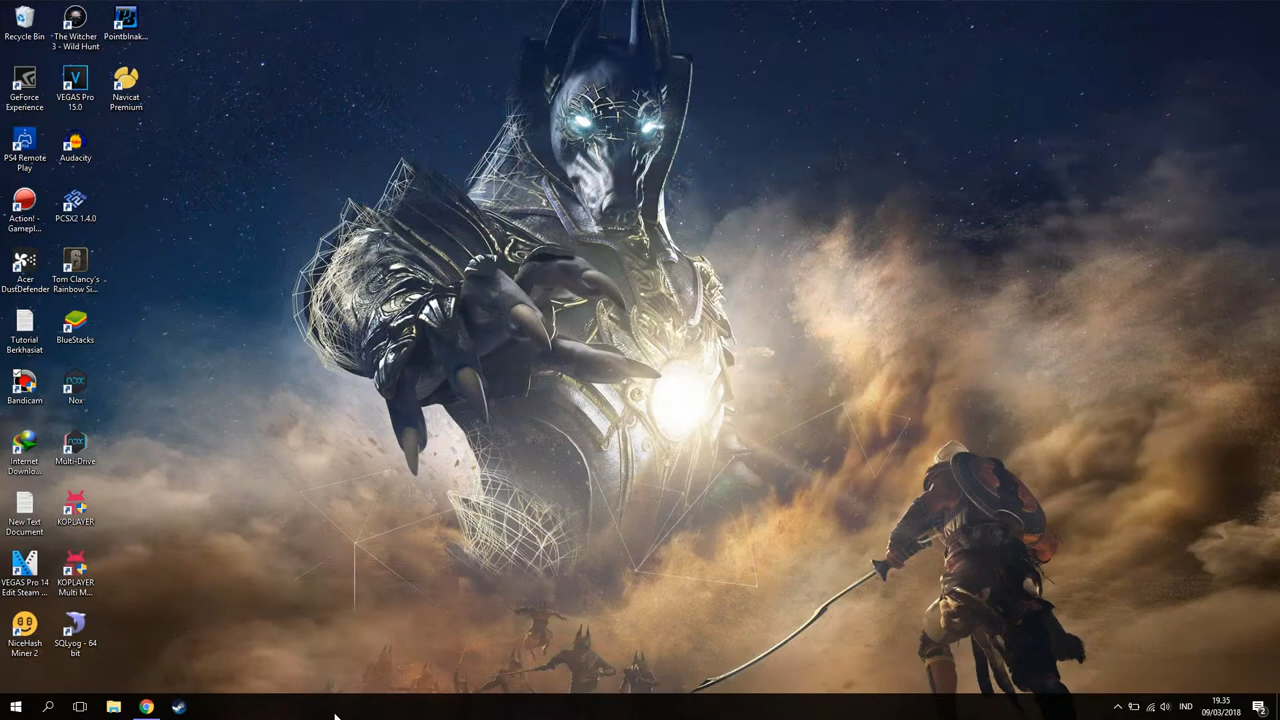 Recycle Bin
The Witcher
3 - Wild Hunt
Pointblnak...
GeForce
Experience
VEGAS Pro
15.0
Navicat
Premium
PS4 Remote
Play
Audacity
Action! -
Gamepl...
PCSX2 1.4.0
Acer
DustDefender
Tom Clancy's
Rainbow Si...
Tutorial
Berkhasiat
BlueStacks
Bandicam
Nox
Internet
Downlo...
Multi-Drive
New Text
Document
KOPLAYER
VEGAS Pro 14
Edit Steam ...
KOPLAYER
Multi M...
NiceHash
Miner 2
SQLyog - 64
bit
IND
19.35
09/03/2018
2